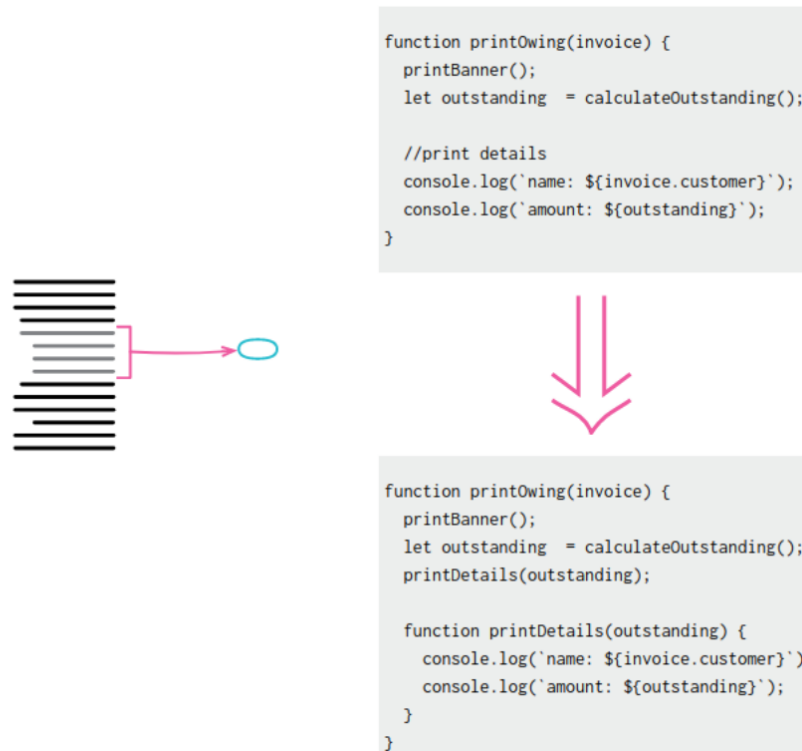 function printOwing(invoice) {
  printBanner();
  let outstanding  = calculateOutstanding();

  //print details
  console.log(`name: ${invoice.customer}`);
  console.log(`amount: ${outstanding}`);
}
function printOwing(invoice) {
  printBanner();
  let outstanding  = calculateOutstanding();
  printDetails(outstanding);

  function printDetails(outstanding) {
    console.log(`name: ${invoice.customer}`)
    console.log(`amount: ${outstanding}`);
  }
}